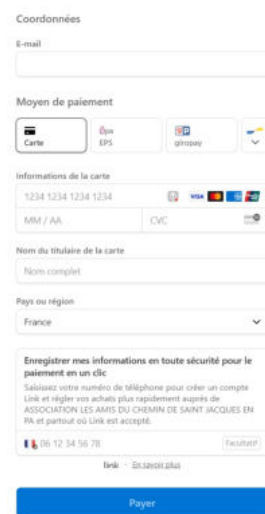 Coordonnées
E-mail
Moyen de paiement
Carte
EPS
giropay
Informations de la carte
1234 1234 1234 1234 VISA
MM / AA CVC
Nom du titulaire de la carte
Nom complet
Pays ou région
France
Enregistrer mes informations en toute sécurité pour le
paiement en un clic
Saisissez votre numéro de téléphone pour créer un compte
Link et régler vos achats plus rapidement auprès de
ASSOCIATION LES AMIS DU CHEMIN DE SAINT JACQUES EN
PA et partout où Link est accepté.
06 12 34 56 78 Facultatif
link · En savoir plus
Payer